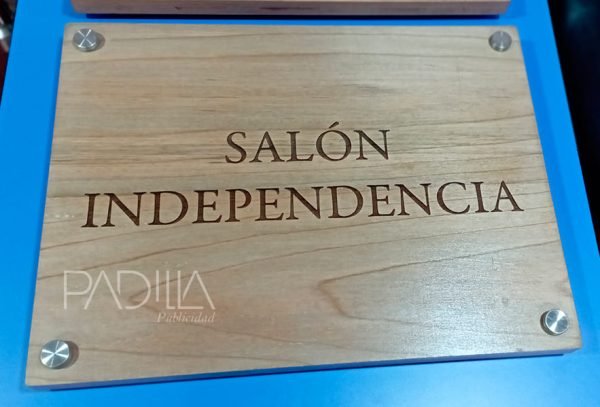 SALÓN
INDEPENDENCIA
PADILLA
Publicidad